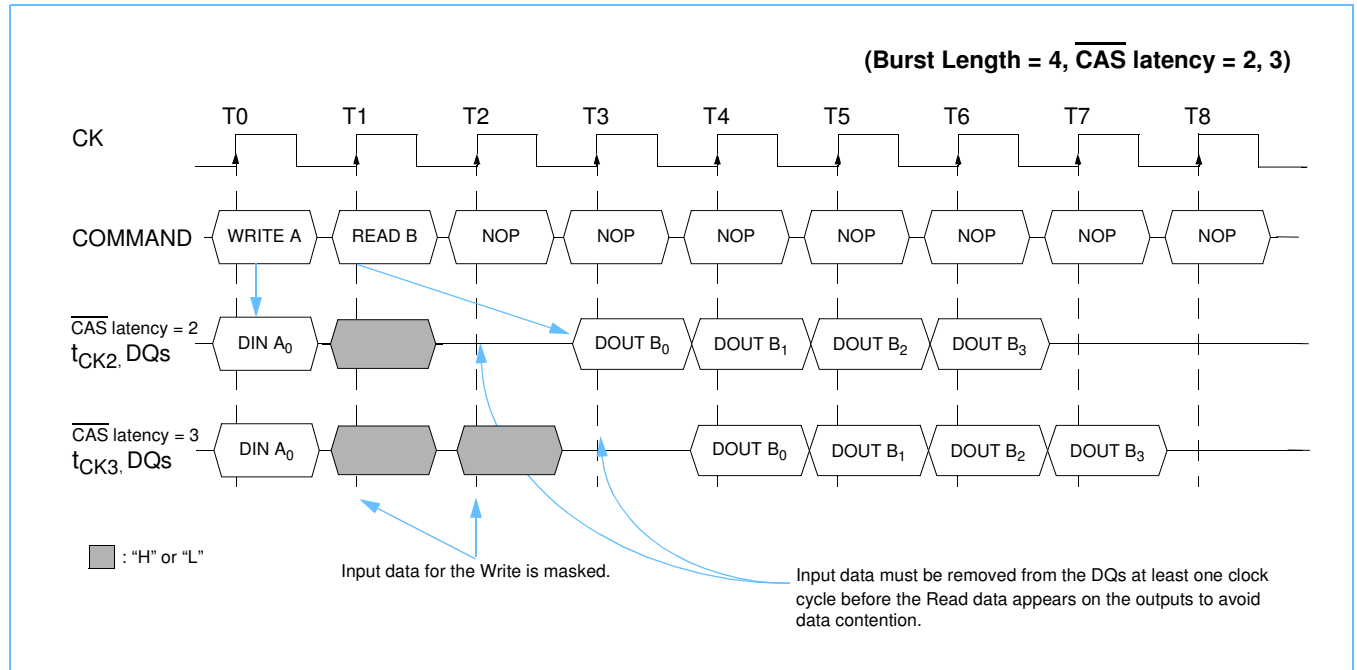 (Burst Length = 4, CAS latency = 2, 3)
T0 T1 T2 T3 T4 T5 T6 T7 T8
CK
COMMAND WRITE A READ B NOP NOP NOP NOP NOP NOP NOP
CAS latency = 2
tCK2, DQs DIN A0 DOUT B0 DOUT B1 DOUT B2 DOUT B3
CAS latency = 3
tCK3, DQs DIN A0 DOUT B0 DOUT B1 DOUT B2 DOUT B3
: “H” or “L”
Input data for the Write is masked.
Input data must be removed from the DQs at least one clock
cycle before the Read data appears on the outputs to avoid
data contention.